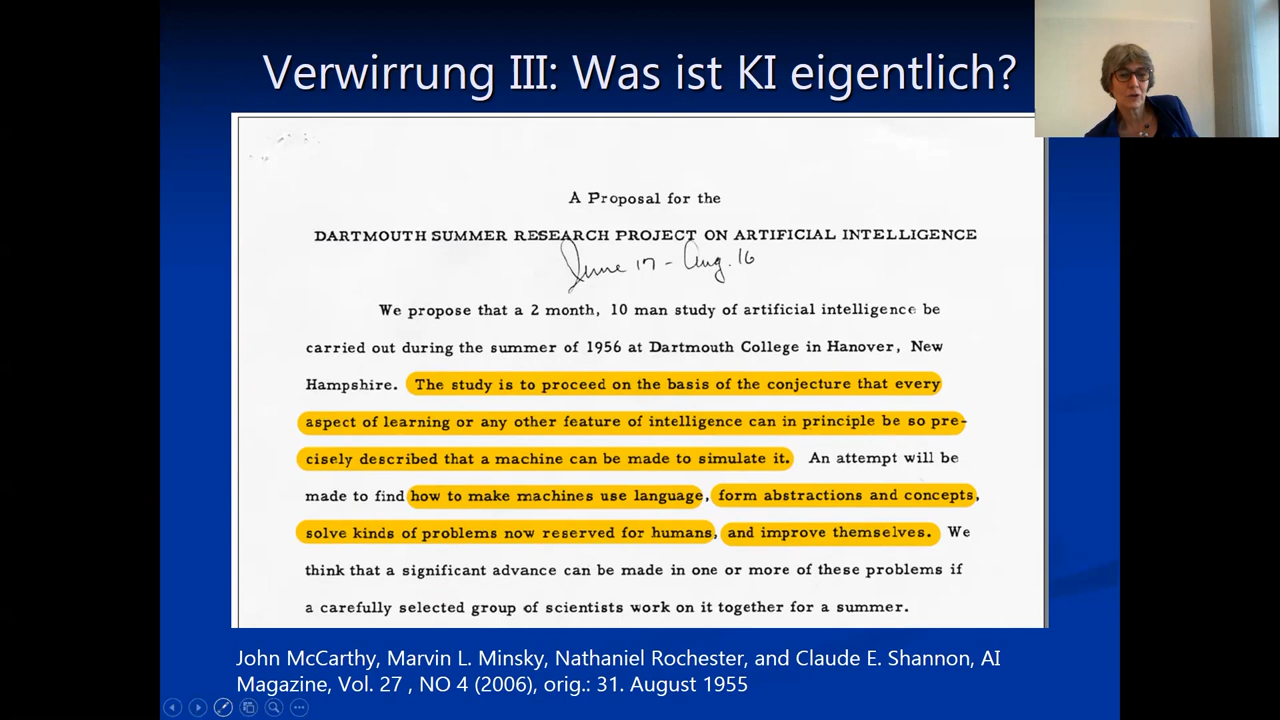 Verwirrung III: Was ist KI eigentlich?
A Proposal for the
DARTMOUTH SUMMER RESEARCH PROJECT ON ARTIFICIAL INTELLIGENCE
June 17 - Aug. 16
We propose that a 2 month, 10 man study of artificial intelligence be
carried out during the summer of 1956 at Dartmouth College in Hanover, New
Hampshire. The study is to proceed on the basis of the conjecture that every
aspect of learning or any other feature of intelligence can in principle be so pre-
cisely described that a machine can be made to simulate it. An attempt will be
made to find how to make machines use language, form abstractions and concepts,
solve kinds of problems now reserved for humans, and improve themselves. We
think that a significant advance can be made in one or more of these problems if
a carefully selected group of scientists work on it together for a summer.
John McCarthy, Marvin L. Minsky, Nathaniel Rochester, and Claude E. Shannon, AI
Magazine, Vol. 27 , NO 4 (2006), orig.: 31. August 1955